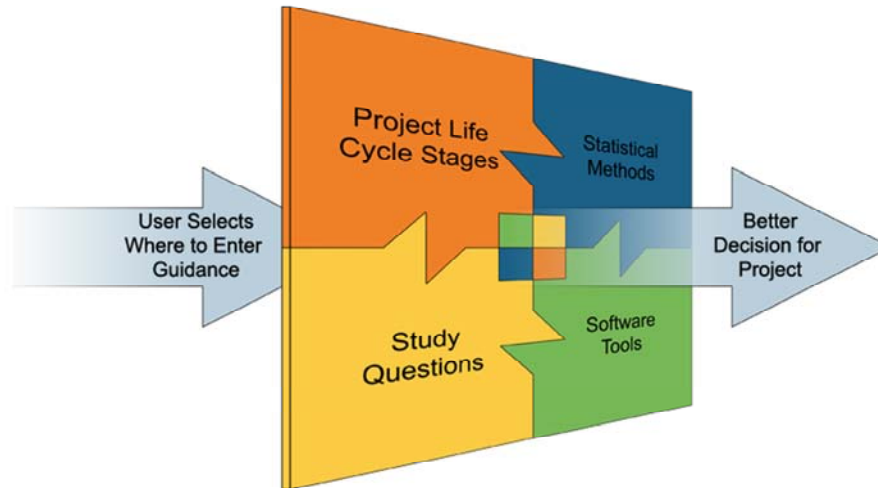 Project Life
Cycle Stages
Statistical
Methods
User Selects
Where to Enter
Guidance
Better
Decision for
Project
Study
Questions
Software
Tools